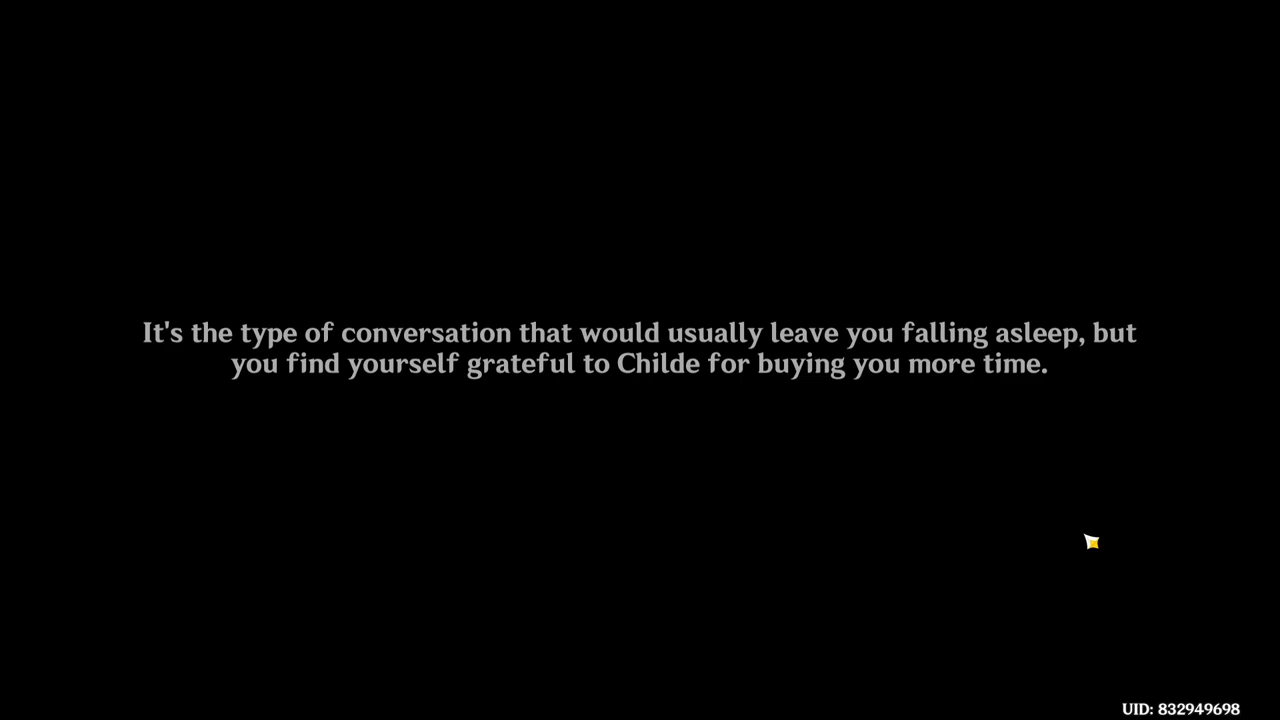 It's the type of conversation that would usually leave you falling asleep, but
you find yourself grateful to Childe for buying you more time.
UID: 832949698